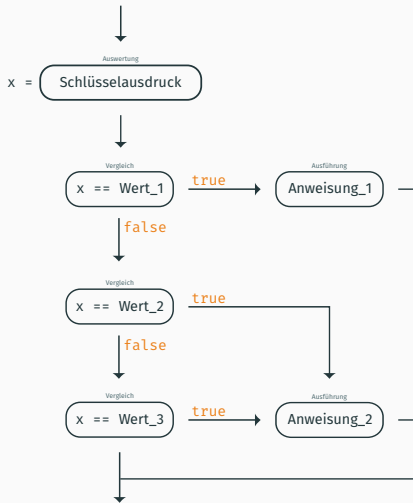 Auswertung
x = Schlüsselausdruck
Vergleich
Ausführung
x == Wert_1
true
Anweisung_1
false
Vergleich
x == Wert_2
true
false
Vergleich
Ausführung
x == Wert_3
true
Anweisung_2